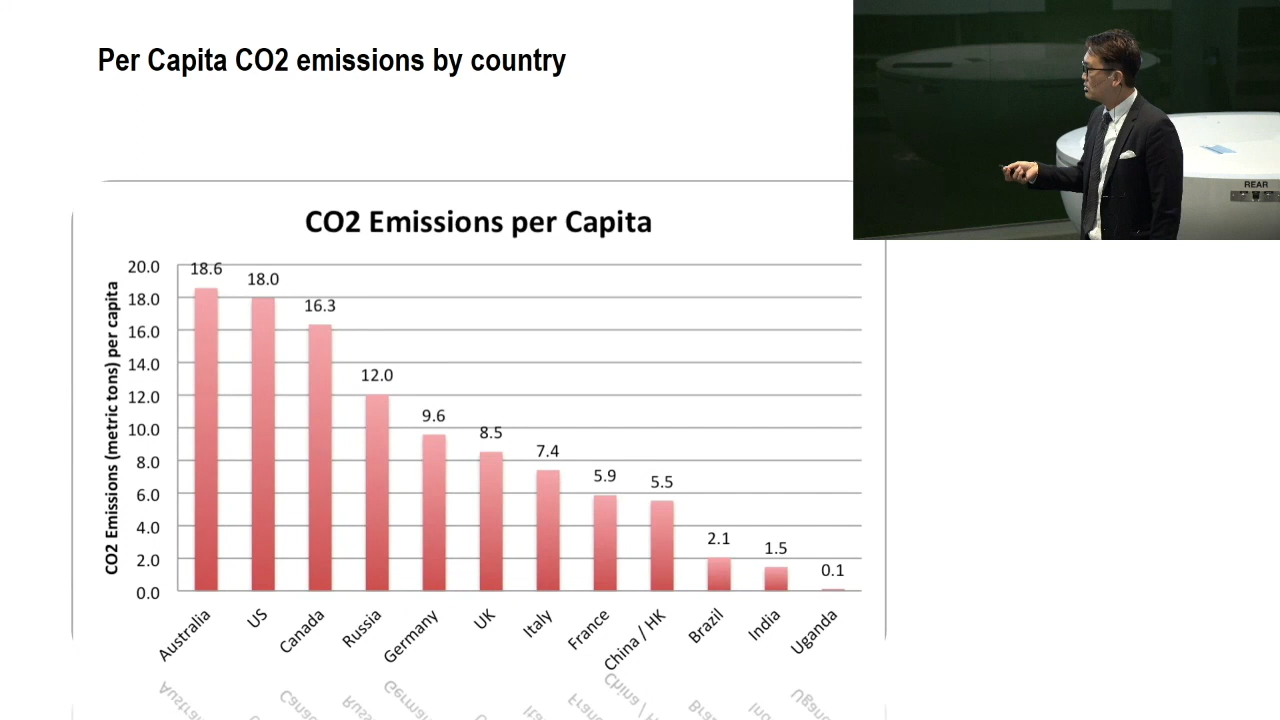 Per Capita CO2 emissions by country
REAR
CO2 Emissions per Capita
CO2 Emissions (metric tons) per capita
20.0
18.0
16.0
14.0
12.0
10.0
8.0
6.0
4.0
2.0
0.0
18.6
18.0
16.3
12.0
9.6
8.5
7.4
5.9
5.5
2.1
1.5
0.1
Australia
US
Canada
Russia
Germany
UK
Italy
France
China / HK
Brazil
India
Uganda